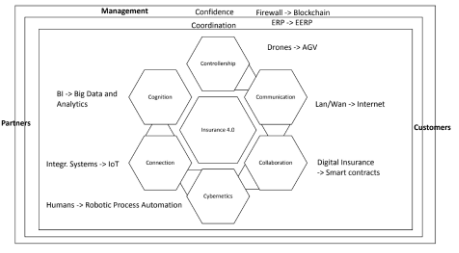 Management
Confidence
Firewall -> Blockchain
Coordination
ERP -> EERP
Drones -> AGV
Controllership
BI -> Big Data and
Analytics
Cognition
Communication
Lan/Wan -> Internet
Partners
Insurance 4.0
Customers
Integr. Systems -> IoT
Connection
Collaboration
Digital Insurance
-> Smart contracts
Cybernetics
Humans -> Robotic Process Automation